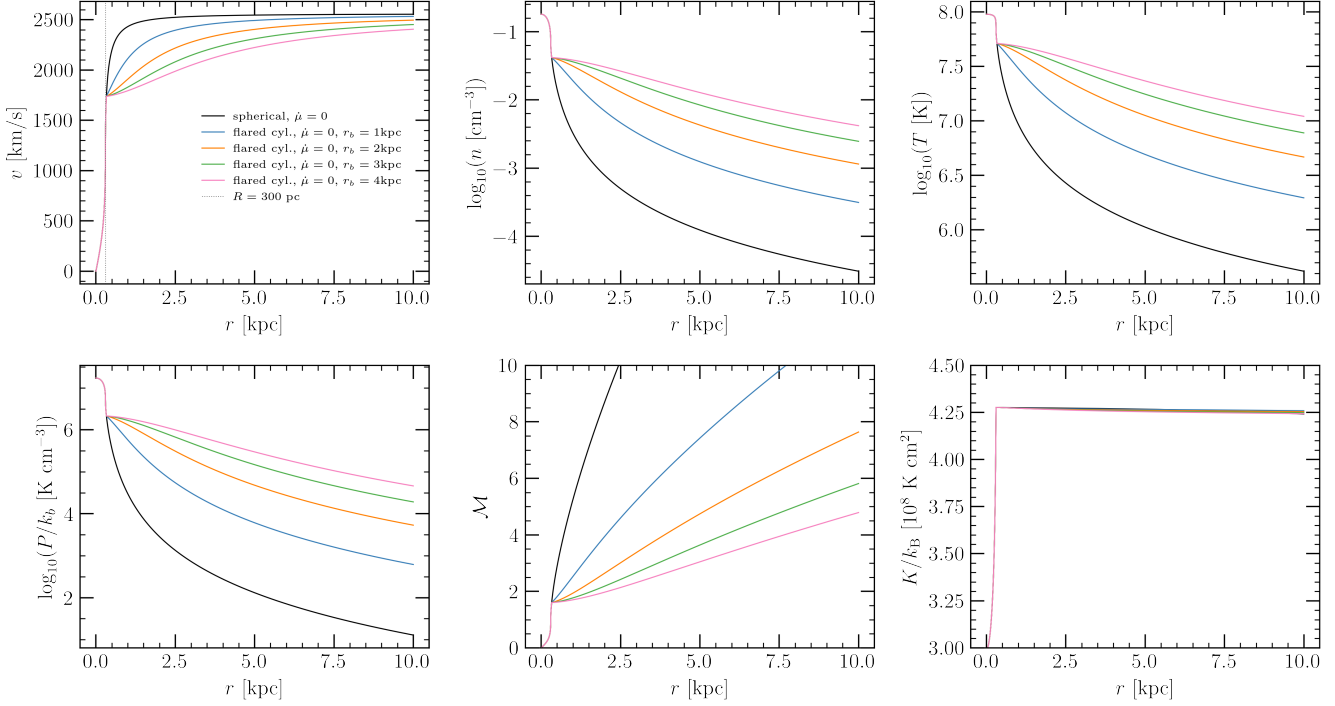 2500
2000
1500
1000
500
0
v [km/s]
0.0 2.5 5.0 7.5 10.0
r [kpc]
spherical, μ̇ = 0
flared cyl., μ̇ = 0, r_b = 1kpc
flared cyl., μ̇ = 0, r_b = 2kpc
flared cyl., μ̇ = 0, r_b = 3kpc
flared cyl., μ̇ = 0, r_b = 4kpc
R = 300 pc
−1
−2
−3
−4
log₁₀(n [cm⁻³])
0.0 2.5 5.0 7.5 10.0
r [kpc]
8.0
7.5
7.0
6.5
6.0
log₁₀(T [K])
0.0 2.5 5.0 7.5 10.0
r [kpc]
6
4
2
log₁₀(P/k_b [K cm⁻³])
0.0 2.5 5.0 7.5 10.0
r [kpc]
10
8
6
4
2
0
ℳ
0.0 2.5 5.0 7.5 10.0
r [kpc]
4.50
4.25
4.00
3.75
3.50
3.25
3.00
K/k_B [10⁸ K cm²]
0.0 2.5 5.0 7.5 10.0
r [kpc]